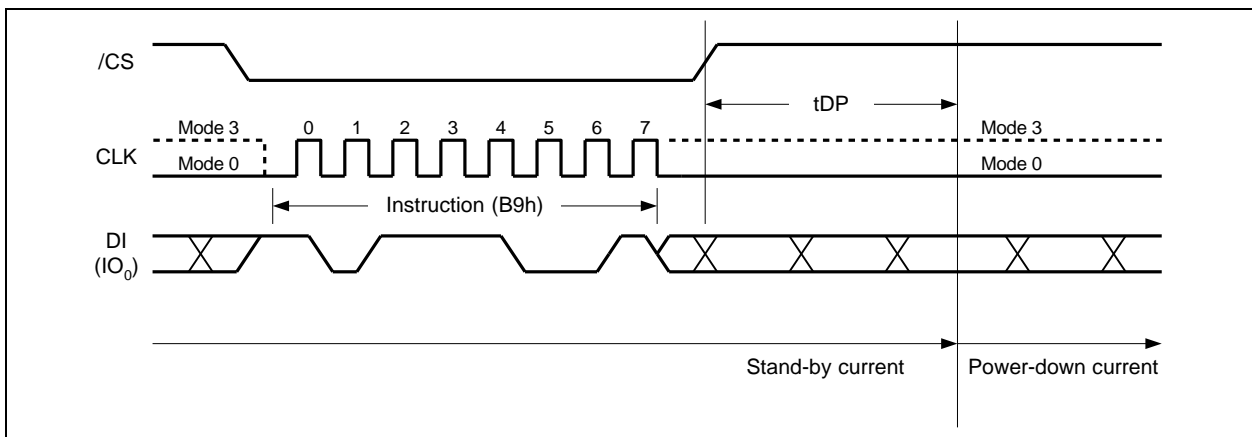 /CS
tDP
Mode 3
0 1 2 3 4 5 6 7
Mode 3
CLK
Mode 0
Mode 0
Instruction (B9h)
DI
(IO₀)
Stand-by current
Power-down current